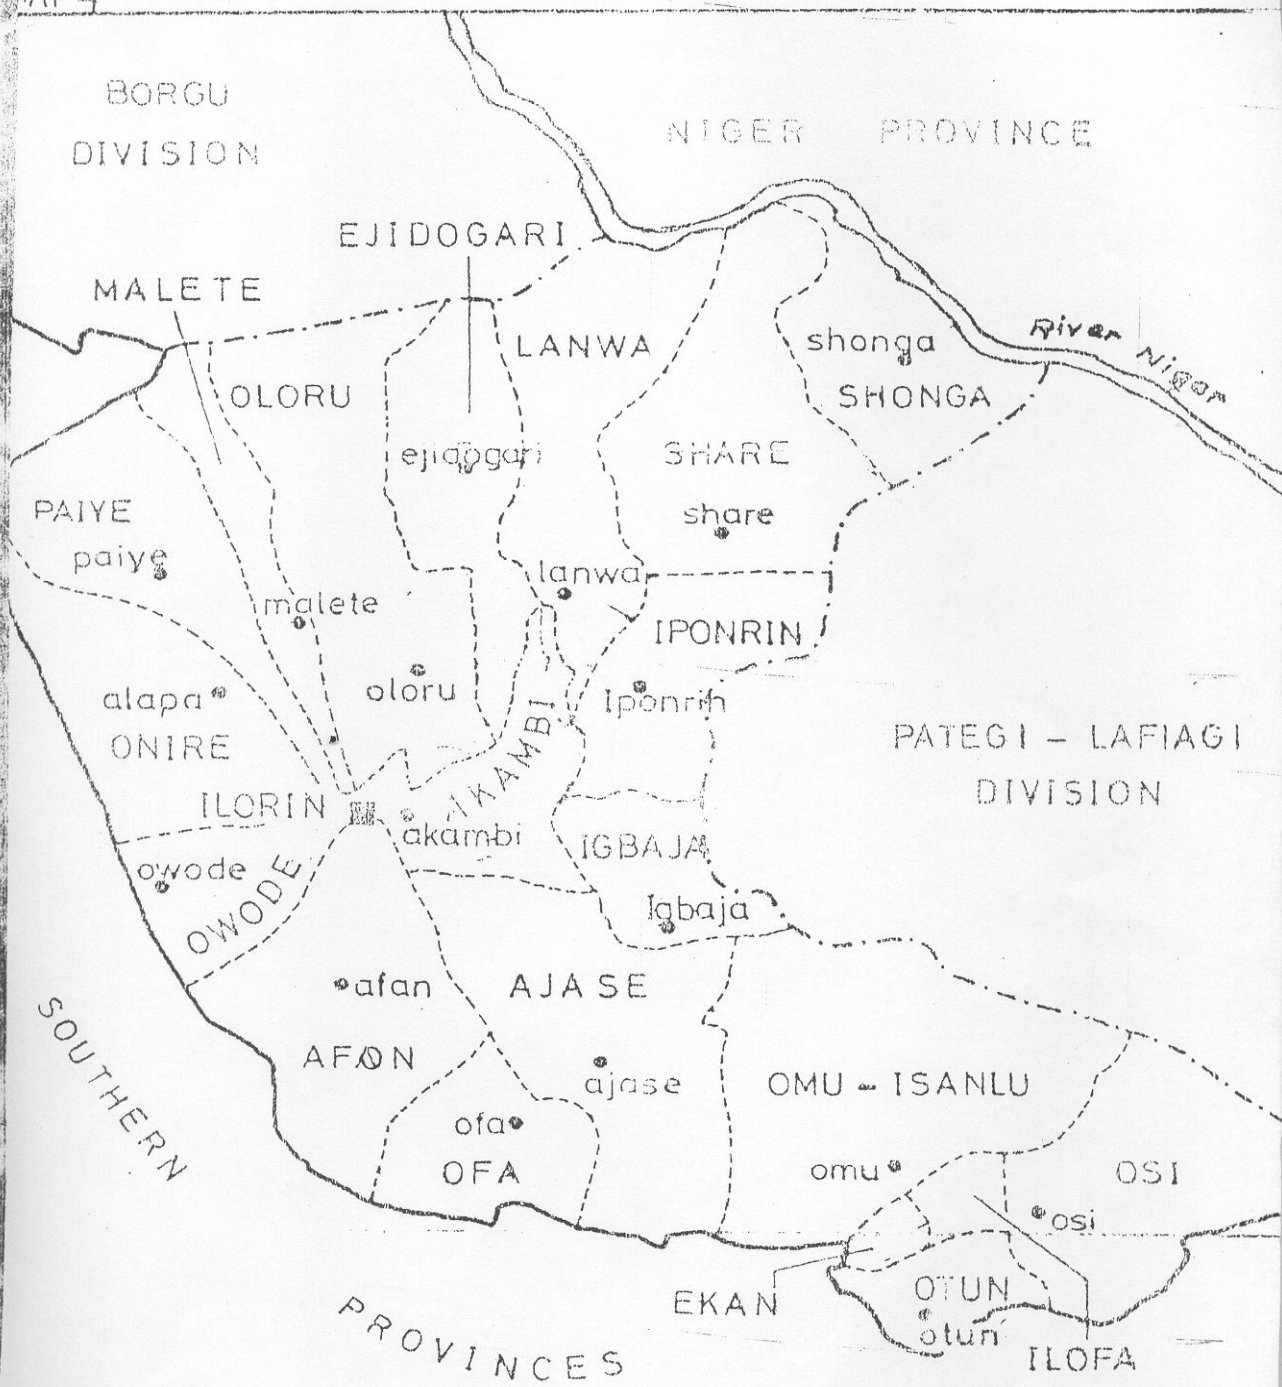 BORGU
DIVISION
NIGER PROVINCE
EJIDOGARI
MALETE
LANWA
River Niger
shonga
SHONGA
OLORU
ejidogari
SHARE
share
PAIYE
paiye
lanwa
malete
IPONRIN
Iponrin
oloru
alapa
ONIRE
PATEGI - LAFIAGI
DIVISION
ILORIN
AKAMBI
akambi
IGBAJA
Igbaja
owode
OWODE
afan
AJASE
SOUTHERN
AFON
ajase
OMU - ISANLU
ofa
OFA
omu
OSI
osi
EKAN
OTUN
otun
ILOFA
PROVINCES